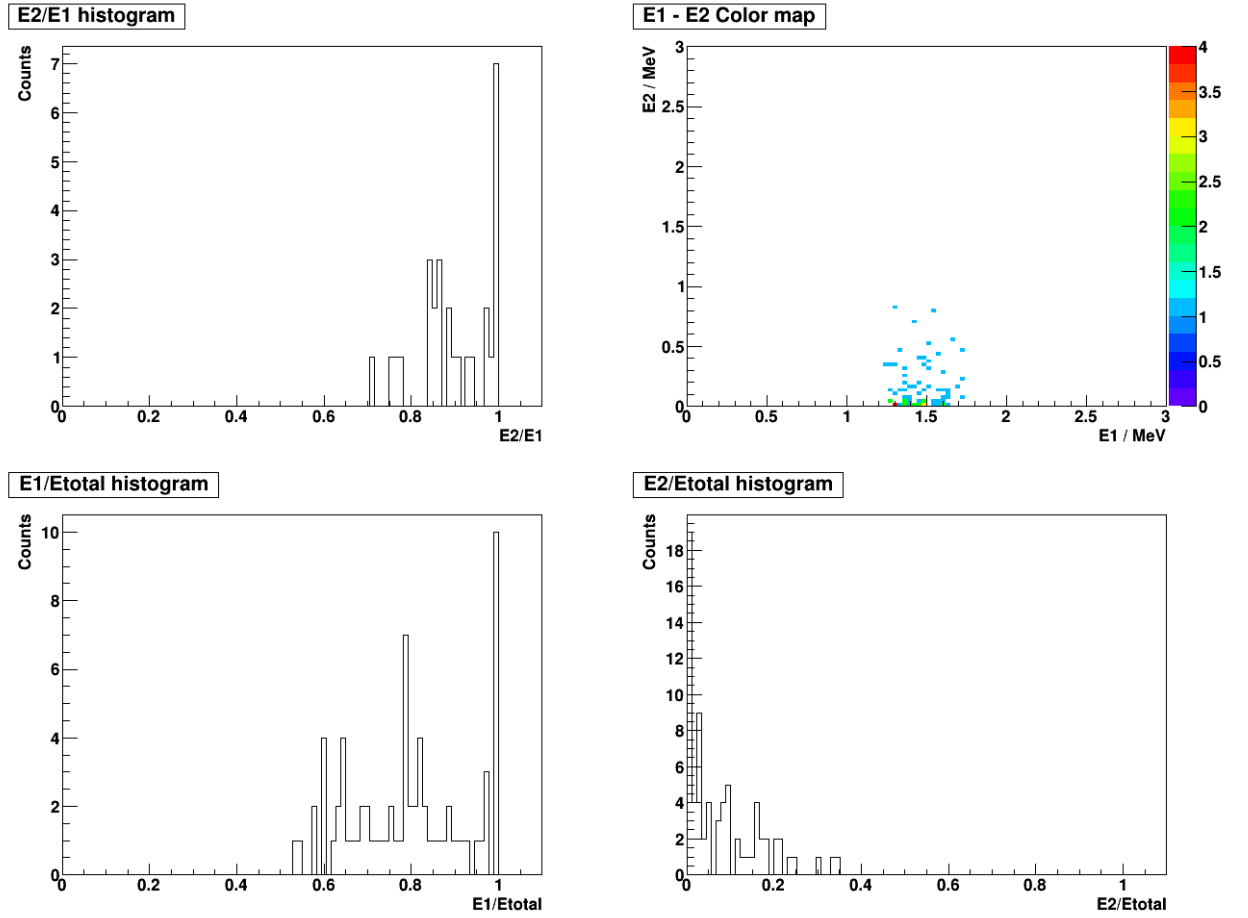 E2/E1 histogram
Counts
7
6
5
4
3
2
1
0
0 0.2 0.4 0.6 0.8 1
E2/E1
E1 - E2 Color map
E2 / MeV
3
2.5
2
1.5
1
0.5
0
0 0.5 1 1.5 2 2.5 3
E1 / MeV
4
3.5
3
2.5
2
1.5
1
0.5
0
E1/Etotal histogram
Counts
10
8
6
4
2
0
0 0.2 0.4 0.6 0.8 1
E1/Etotal
E2/Etotal histogram
Counts
18
16
14
12
10
8
6
4
2
0
0 0.2 0.4 0.6 0.8 1
E2/Etotal